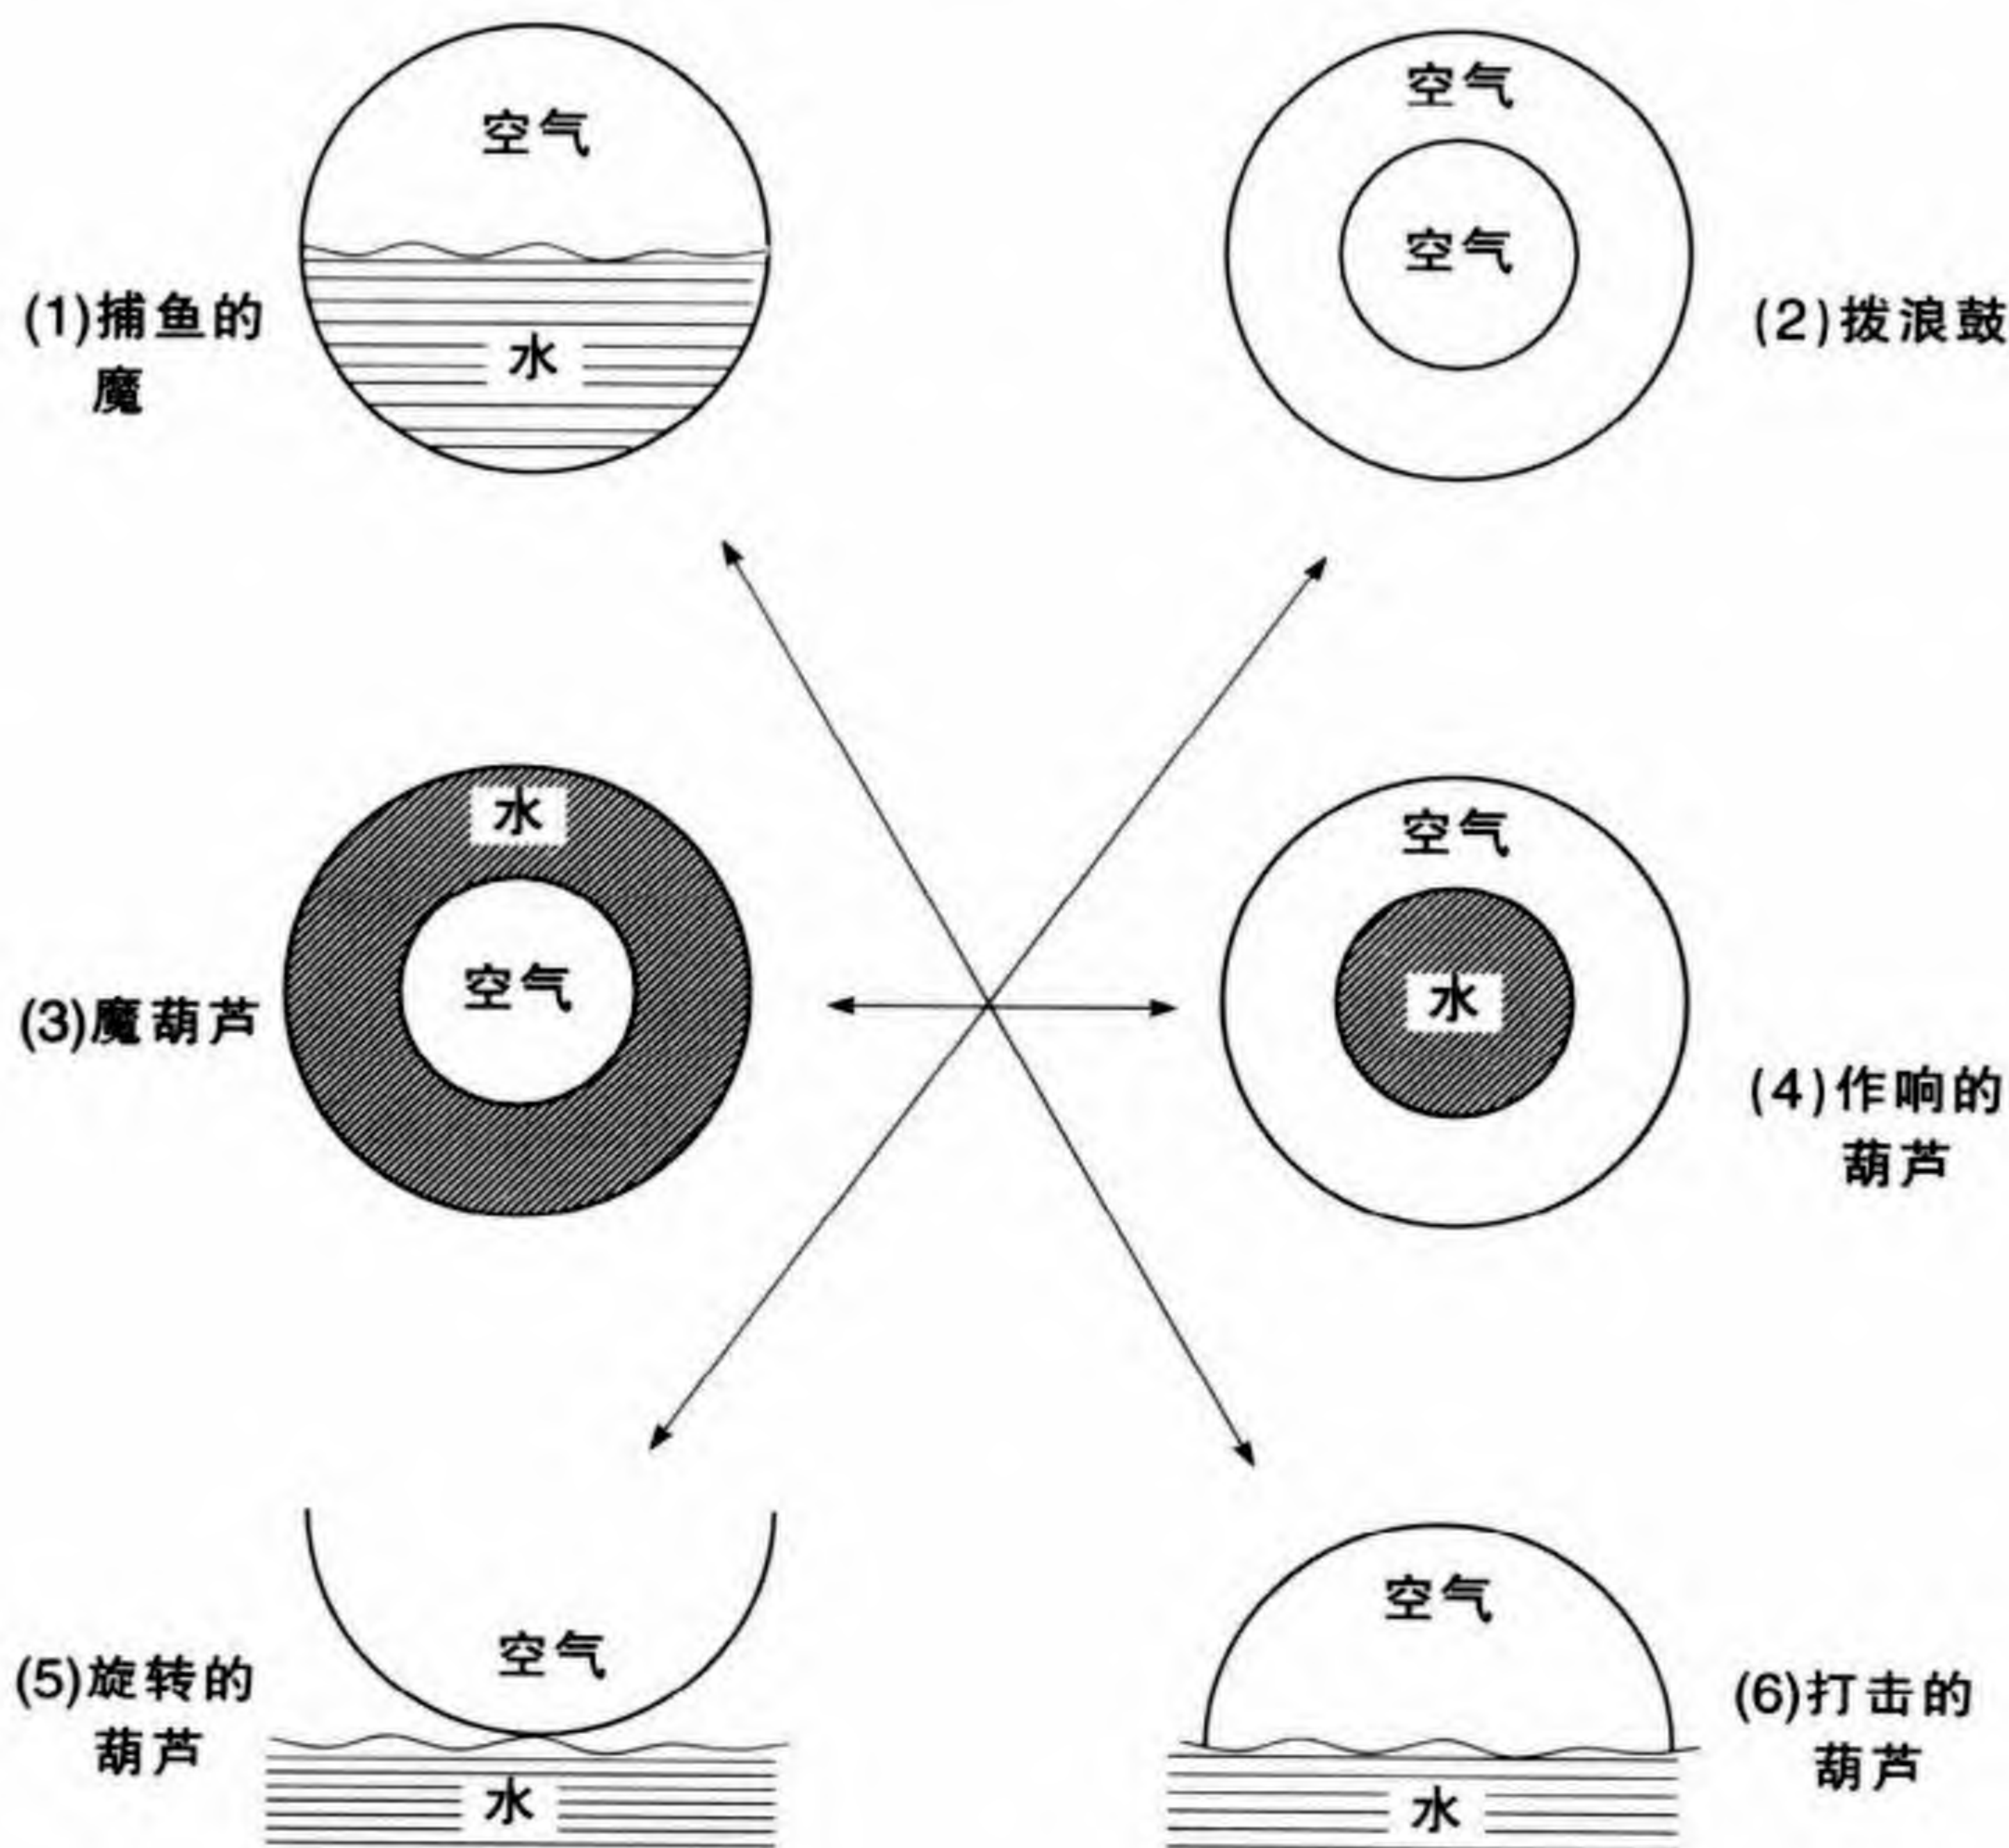 空气
水
(1)捕鱼的
魔
空气
空气
(2)拨浪鼓
水
空气
(3)魔葫芦
空气
水
(4)作响的
葫芦
空气
水
(5)旋转的
葫芦
空气
水
(6)打击的
葫芦